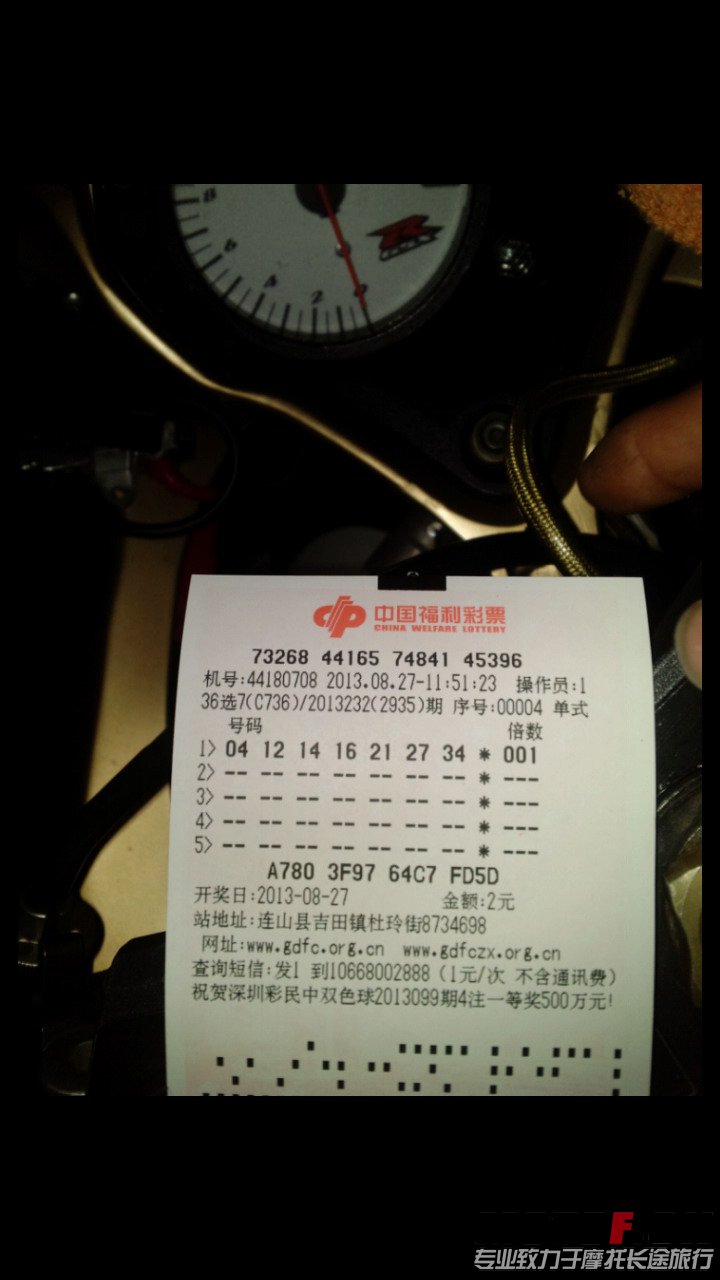 8
6
4
2
0
R
中国福利彩票
CHINA WELFARE LOTTERY
73268 44165 74841 45396
机号:44180708 2013.08.27-11:51:23 操作员:1
36选7(C736)/2013232(2935)期 序号:00004 单式
号码 倍数
1> 04 12 14 16 21 27 34 * 001
2> -- -- -- -- -- -- -- * ---
3> -- -- -- -- -- -- -- * ---
4> -- -- -- -- -- -- -- * ---
5> -- -- -- -- -- -- -- * ---
A780 3F97 64C7 FD5D
开奖日:2013-08-27 金额:2元
站地址:连山县吉田镇杜玲街8734698
网址:www.gdfc.org.cn www.gdfczx.org.cn
查询短信:发1 到10668002888（1元/次 不含通讯费）
祝贺深圳彩民中双色球2013099期4注一等奖500万元!
专业致力于摩托长途旅行